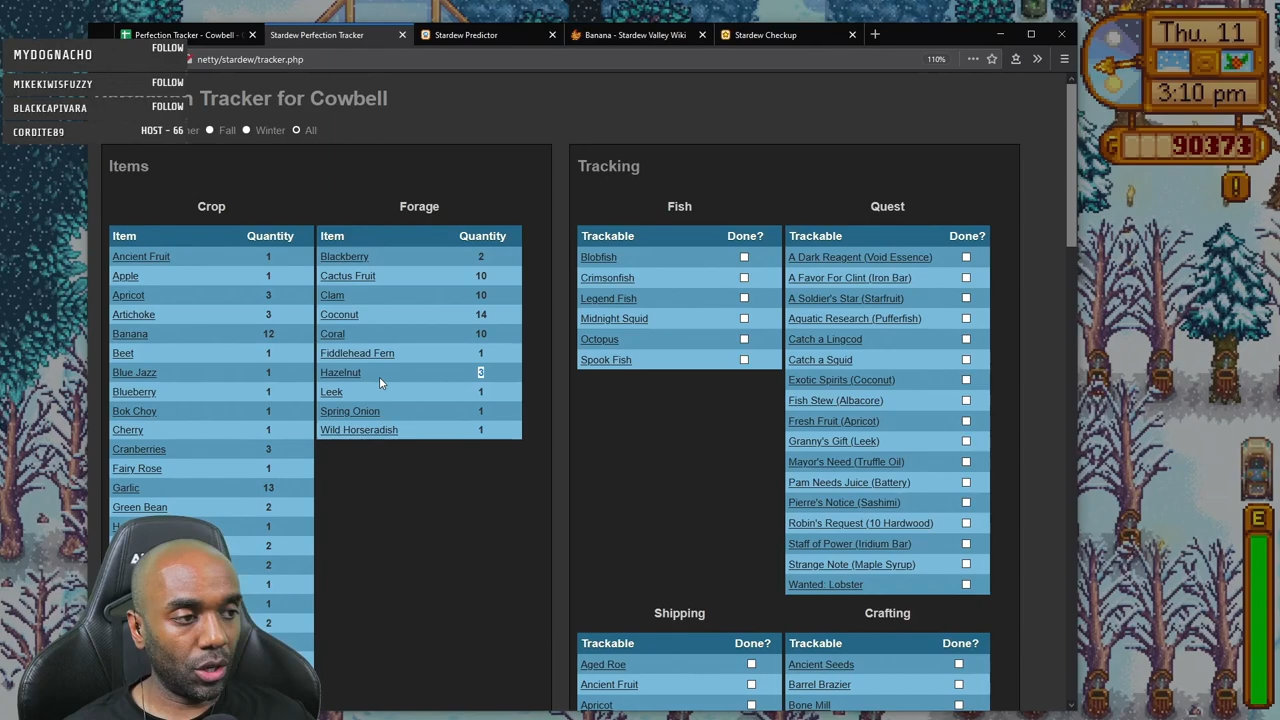 Perfection Tracker - Cowbell -
Stardew Perfection Tracker
Stardew Predictor
Banana - Stardew Valley Wiki
Stardew Checkup
MYDOGNACHO FOLLOW
MIKEKIWISFUZZY FOLLOW
BLACKCAPIVARA FOLLOW
CORDITE89 HOST - 66
netty/stardew/tracker.php
110%
Tracker for Cowbell
Fall Winter All
Items
Crop
Item Quantity
Ancient Fruit 1
Apple 1
Apricot 3
Artichoke 3
Banana 12
Beet 1
Blue Jazz 1
Blueberry 1
Bok Choy 1
Cherry 1
Cranberries 3
Fairy Rose 1
Garlic 13
Green Bean 2
1
2
2
1
1
2
Forage
Item Quantity
Blackberry 2
Cactus Fruit 10
Clam 10
Coconut 14
Coral 10
Fiddlehead Fern 1
Hazelnut 3
Leek 1
Spring Onion 1
Wild Horseradish 1
Tracking
Fish
Trackable Done?
Blobfish
Crimsonfish
Legend Fish
Midnight Squid
Octopus
Spook Fish
Quest
Trackable Done?
A Dark Reagent (Void Essence)
A Favor For Clint (Iron Bar)
A Soldier's Star (Starfruit)
Aquatic Research (Pufferfish)
Catch a Lingcod
Catch a Squid
Exotic Spirits (Coconut)
Fish Stew (Albacore)
Fresh Fruit (Apricot)
Granny's Gift (Leek)
Mayor's Need (Truffle Oil)
Pam Needs Juice (Battery)
Pierre's Notice (Sashimi)
Robin's Request (10 Hardwood)
Staff of Power (Iridium Bar)
Strange Note (Maple Syrup)
Wanted: Lobster
Shipping
Trackable Done?
Aged Roe
Ancient Fruit
Apricot
Crafting
Trackable Done?
Ancient Seeds
Barrel Brazier
Bone Mill
Thu. 11
3:10 pm
90373
E